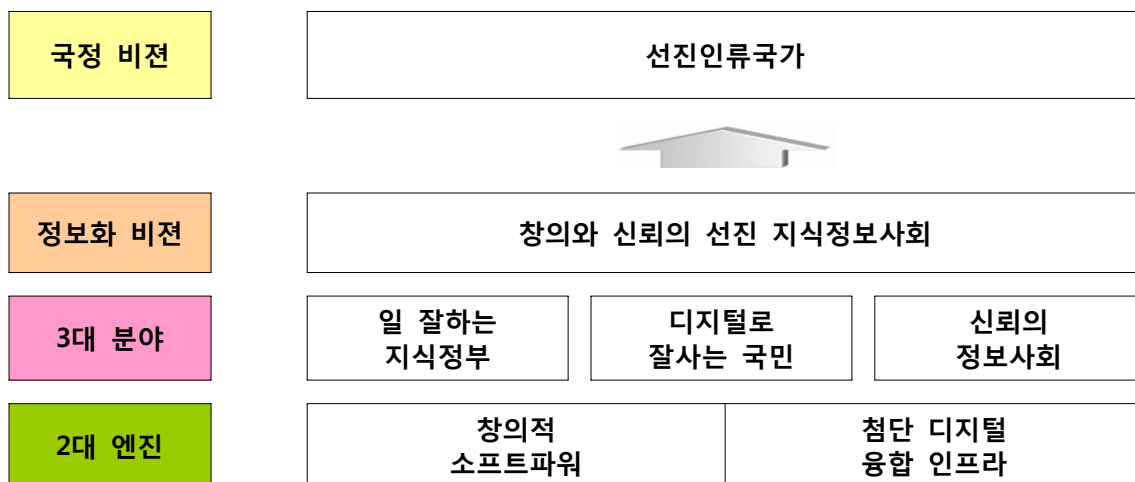 국정 비젼
선진인류국가
정보화 비젼
창의와 신뢰의 선진 지식정보사회
3대 분야
일 잘하는
지식정부
디지털로
잘사는 국민
신뢰의
정보사회
2대 엔진
창의적
소프트파워
첨단 디지털
융합 인프라